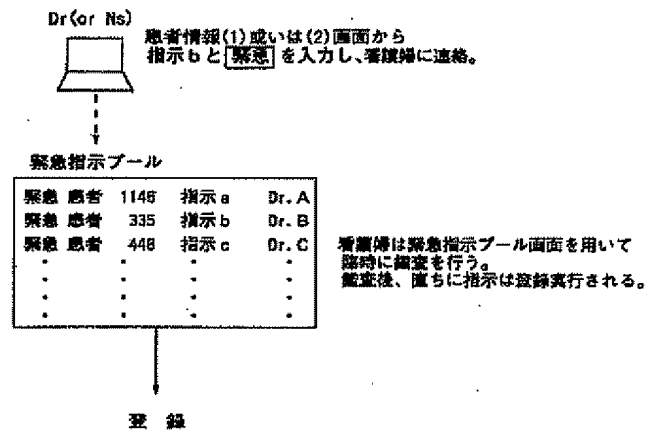 Dr(or Ns)
患者情報(1)或いは(2)画面から
指示bと緊急を入力し、看護婦に連絡。
緊急指示プール
緊急 患者 1146 指示a Dr.A
緊急 患者 335 指示b Dr.B
緊急 患者 448 指示c Dr.C
看護婦は緊急指示プール画面を用いて
臨時に鑑査を行う。
鑑査後、直ちに指示は登録実行される。
登 録